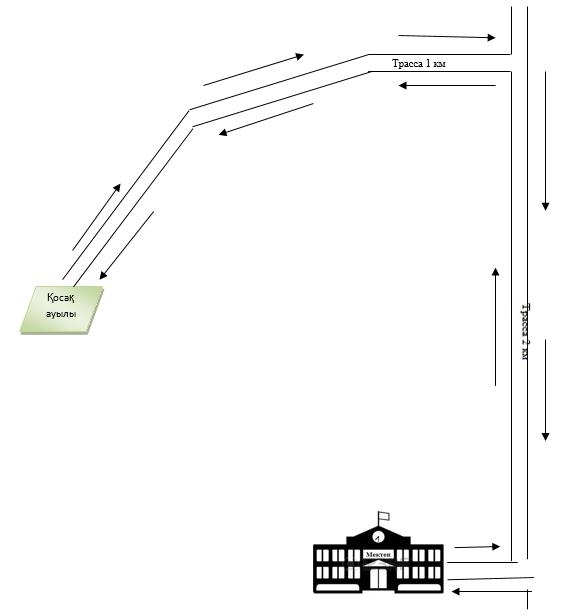 Трасса 1 км
Қосақ
ауылы
Трасса 2 км
Мектеп